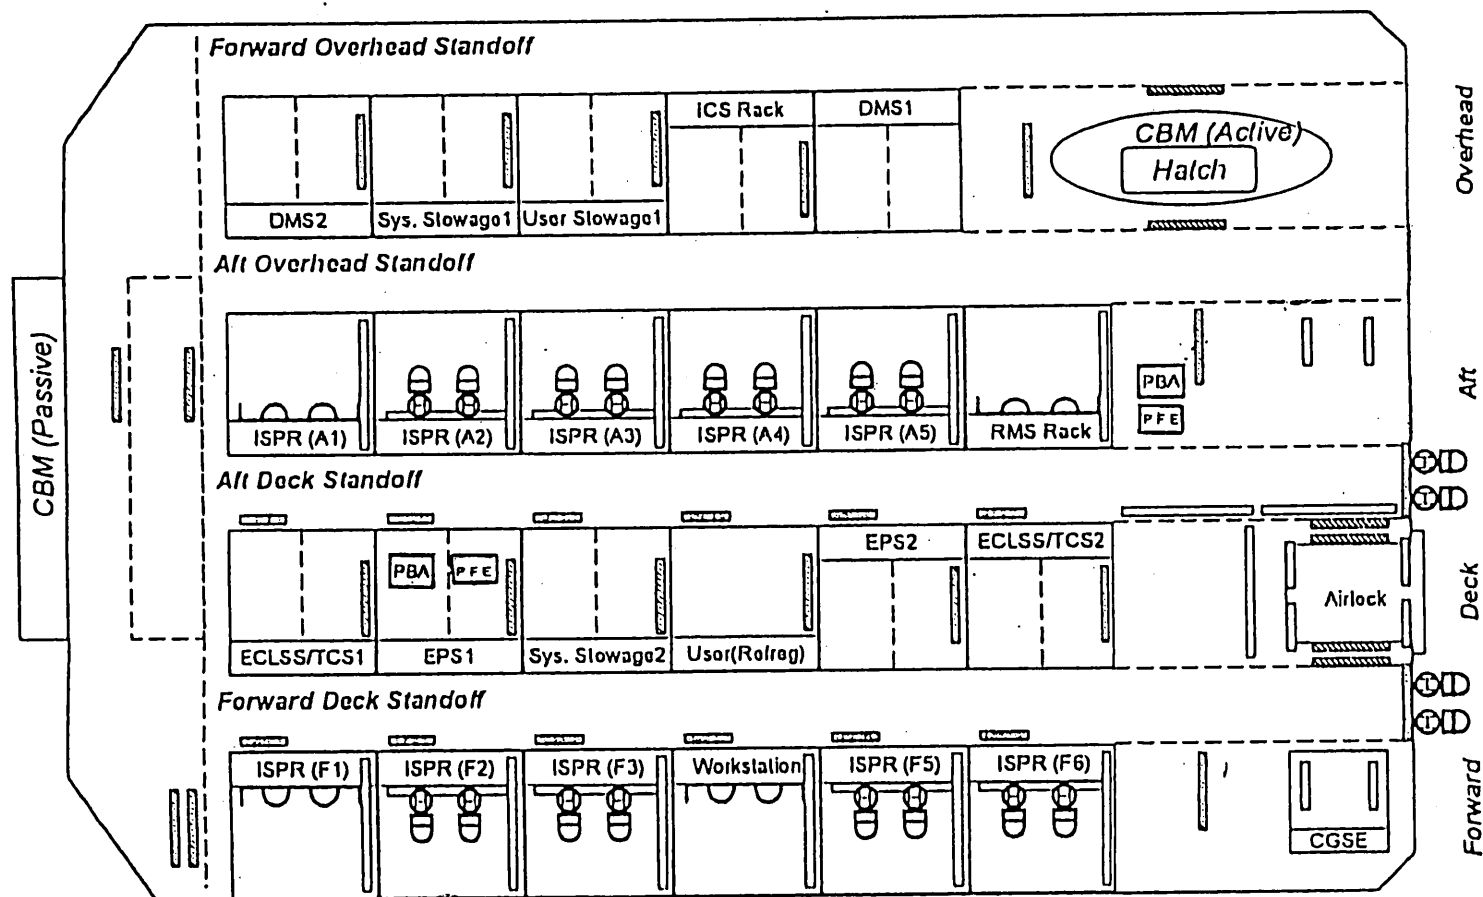 Forward Overhead Standoff
ICS Rack
DMS1
CBM (Active)
Hatch
DMS2
Sys. Stowage1
User Stowage1
Overhead
Aft Overhead Standoff
CBM (Passive)
PBA
PFE
ISPR (A1)
ISPR (A2)
ISPR (A3)
ISPR (A4)
ISPR (A5)
RMS Rack
Aft
Aft Deck Standoff
EPS2
ECLSS/TCS2
PBA
PFE
Airlock
ECLSS/TCS1
EPS1
Sys. Stowage2
User(Refreg)
Deck
Forward Deck Standoff
ISPR (F1)
ISPR (F2)
ISPR (F3)
Workstation
ISPR (F5)
ISPR (F6)
CGSE
Forward